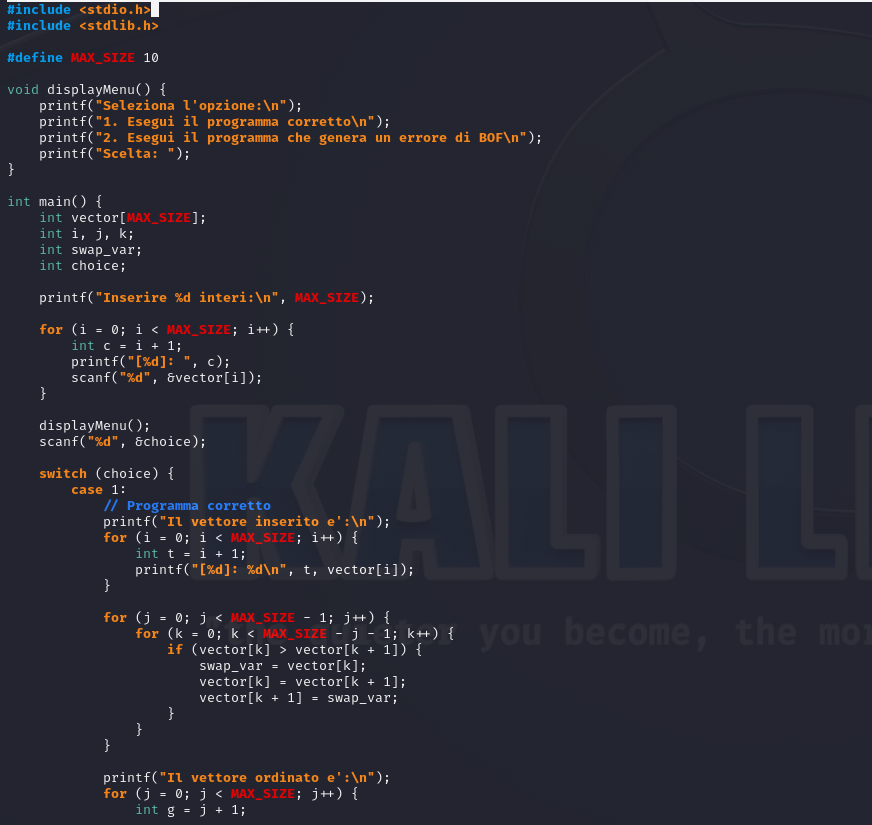 #include <stdio.h>
#include <stdlib.h>

#define MAX_SIZE 10

void displayMenu() {
    printf("Seleziona l'opzione:\n");
    printf("1. Esegui il programma corretto\n");
    printf("2. Esegui il programma che genera un errore di BOF\n");
    printf("Scelta: ");
}

int main() {
    int vector[MAX_SIZE];
    int i, j, k;
    int swap_var;
    int choice;

    printf("Inserire %d interi:\n", MAX_SIZE);

    for (i = 0; i < MAX_SIZE; i++) {
        int c = i + 1;
        printf("[%d]: ", c);
        scanf("%d", &vector[i]);
    }

    displayMenu();
    scanf("%d", &choice);

    switch (choice) {
        case 1:
            // Programma corretto
            printf("Il vettore inserito e':\n");
            for (i = 0; i < MAX_SIZE; i++) {
                int t = i + 1;
                printf("[%d]: %d\n", t, vector[i]);
            }

            for (j = 0; j < MAX_SIZE - 1; j++) {
                for (k = 0; k < MAX_SIZE - j - 1; k++) {
                    if (vector[k] > vector[k + 1]) {
                        swap_var = vector[k];
                        vector[k] = vector[k + 1];
                        vector[k + 1] = swap_var;
                    }
                }
            }

            printf("Il vettore ordinato e':\n");
            for (j = 0; j < MAX_SIZE; j++) {
                int g = j + 1;
KALI
you become, the